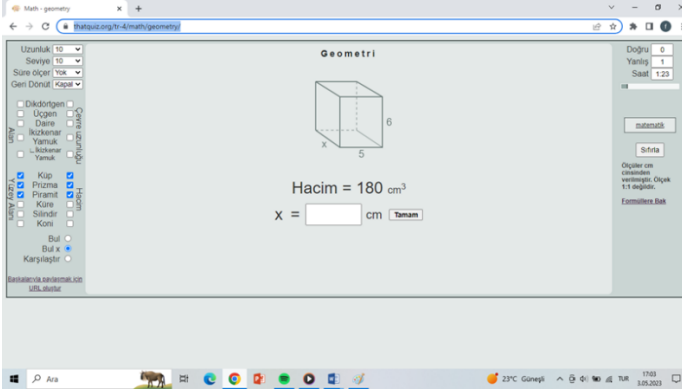 Math - geometry
thatquiz.org/tr-4/math/geometry/
Uzunluk 10
Seviye 10
Süre ölçer Yok
Geri Dönüt Kapal
Dikdörtgen
Üçgen
Daire
İkizkenar
Yamuk
İkizkenar
Yamuk
Alan
Çevre uzunluğu
Küp
Prizma
Piramit
Küre
Silindir
Koni
Yüzey Alanı
Hacim
Bul
Bul x
Karşılaştır
Başkalarıyla paylaşmak için
URL oluştur
Geometri
6
x
5
Hacim = 180 cm³
x = cm Tamam
Doğru 0
Yanlış 1
Saat 1:23
matematik
Sıfırla
Ölçüler cm
cinsinden
verilmiştir. Ölçek
1:1 değildir.
Formüllere Bak
Ara
23°C Güneşli
TUR
17:03
3.05.2023